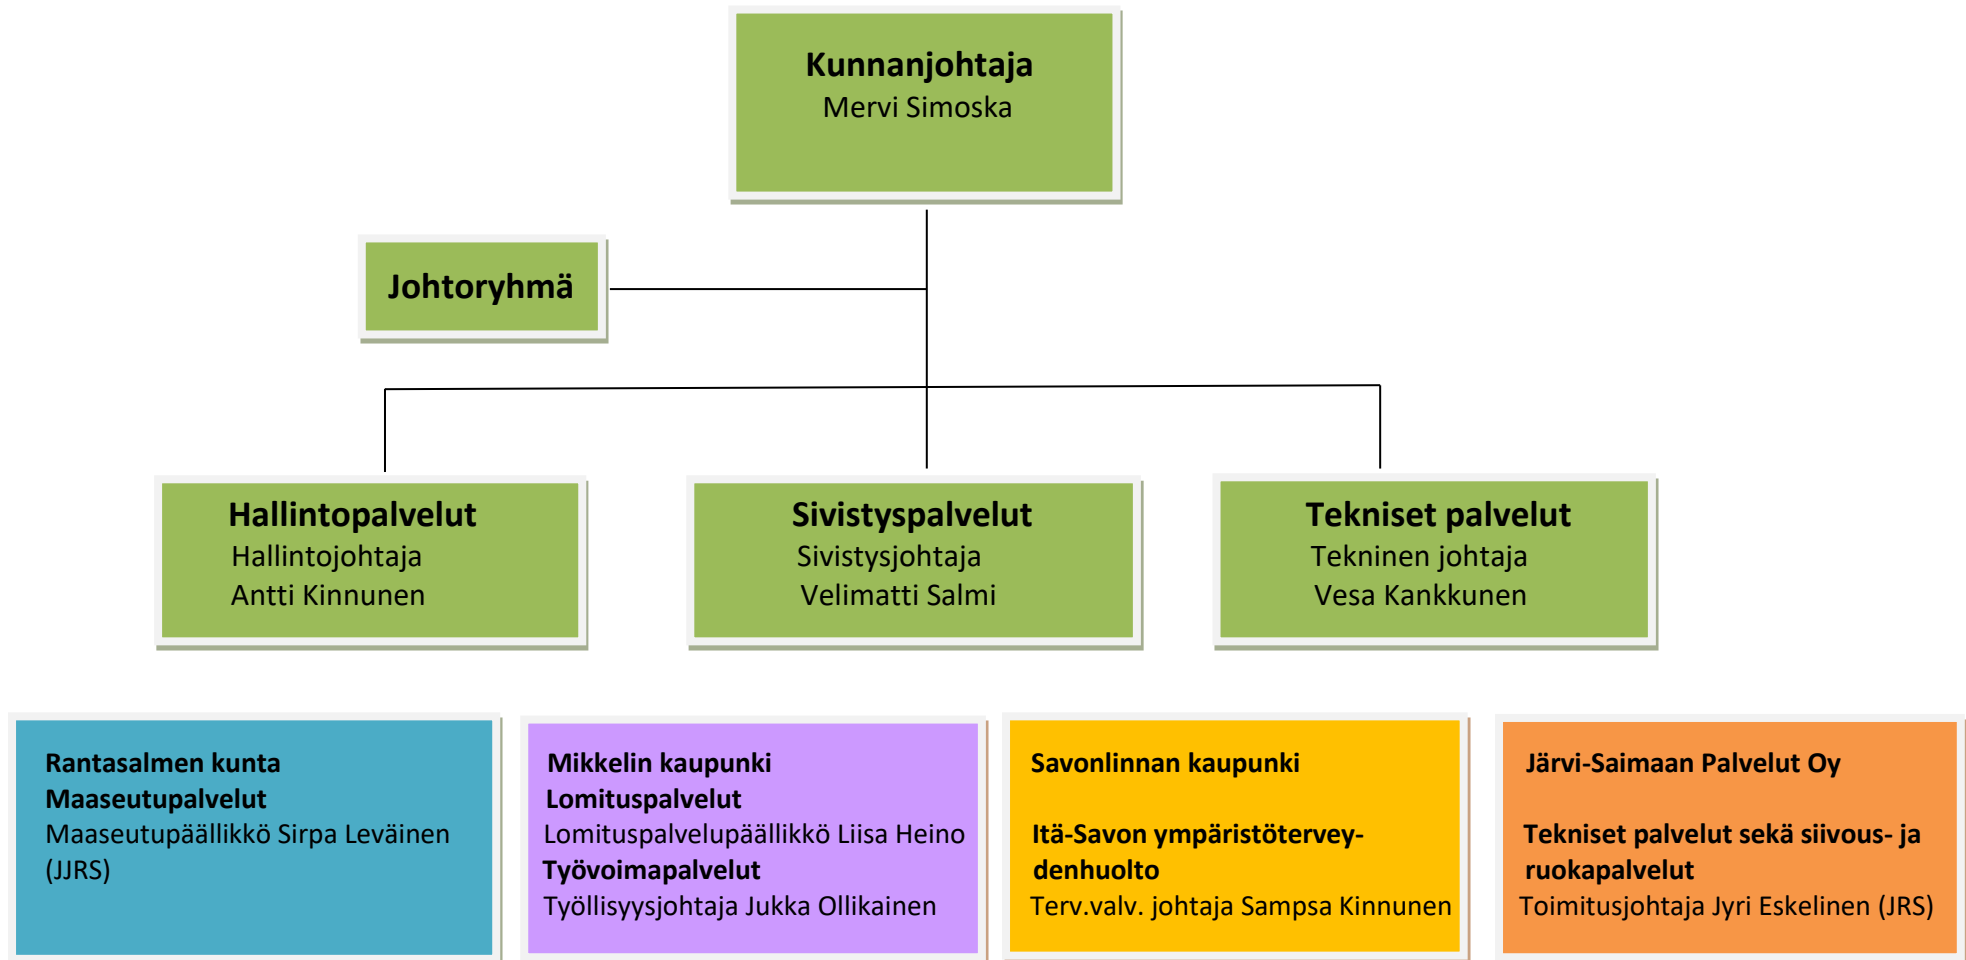 Kunnanjohtaja
Mervi Simoska
Johtoryhmä
Hallintopalvelut
Hallintojohtaja
Antti Kinnunen
Sivistyspalvelut
Sivistysjohtaja
Velimatti Salmi
Tekniset palvelut
Tekninen johtaja
Vesa Kankkunen
Rantasalmen kunta
Maaseutupalvelut
Maaseutupäällikkö Sirpa Leväinen
(JJRS)
Mikkelin kaupunki
Lomituspalvelut
Lomituspalvelupäällikkö Liisa Heino
Työvoimapalvelut
Työllisyysjohtaja Jukka Ollikainen
Savonlinnan kaupunki
Itä-Savon ympäristötervey-
denhuolto
Terv.valv. johtaja Sampsa Kinnunen
Järvi-Saimaan Palvelut Oy
Tekniset palvelut sekä siivous- ja
ruokapalvelut
Toimitusjohtaja Jyri Eskelinen (JRS)